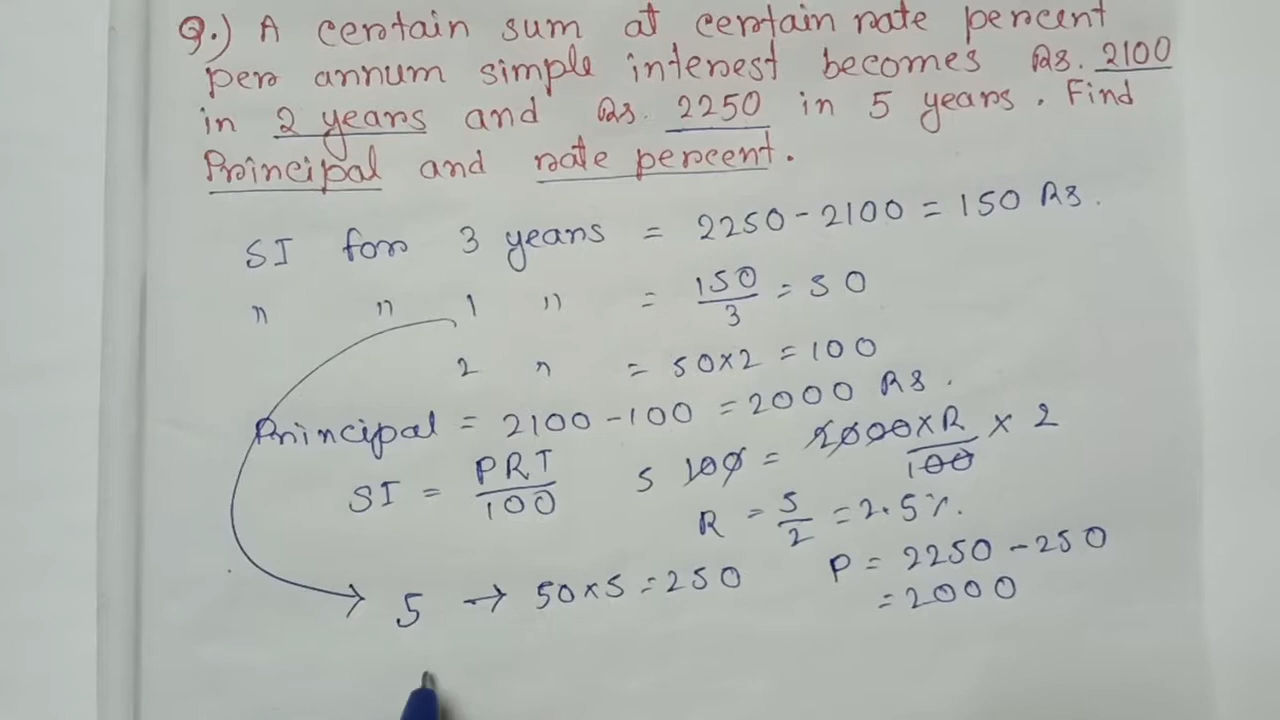 Q.) A certain sum at certain rate percent
per annum simple interest becomes Rs. 2100
in 2 years and Rs. 2250 in 5 years. Find
Principal and rate percent.
SI for 3 years = 2250 - 2100 = 150 Rs.
" " 1 " = 150/3 = 50
2 " = 50×2 = 100
Principal = 2100 - 100 = 2000 Rs.
SI = PRT/100 5 100 = 2000×R/100 × 2
R = 5/2 = 2.5%.
5 → 50×5 = 250 P = 2250 - 250
= 2000